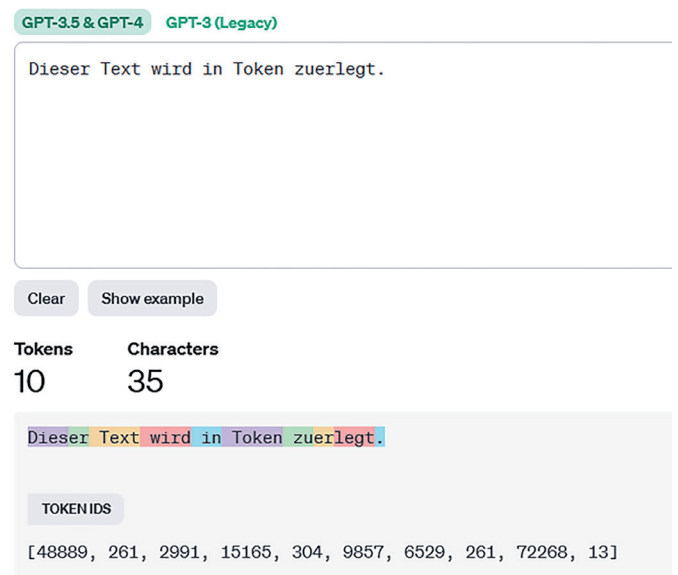 GPT-3.5 & GPT-4 GPT-3 (Legacy)
Dieser Text wird in Token zuerlegt.
Clear Show example
Tokens Characters
10 35
Dieser Text wird in Token zuerlegt.
TOKEN IDS
[48889, 261, 2991, 15165, 304, 9857, 6529, 261, 72268, 13]